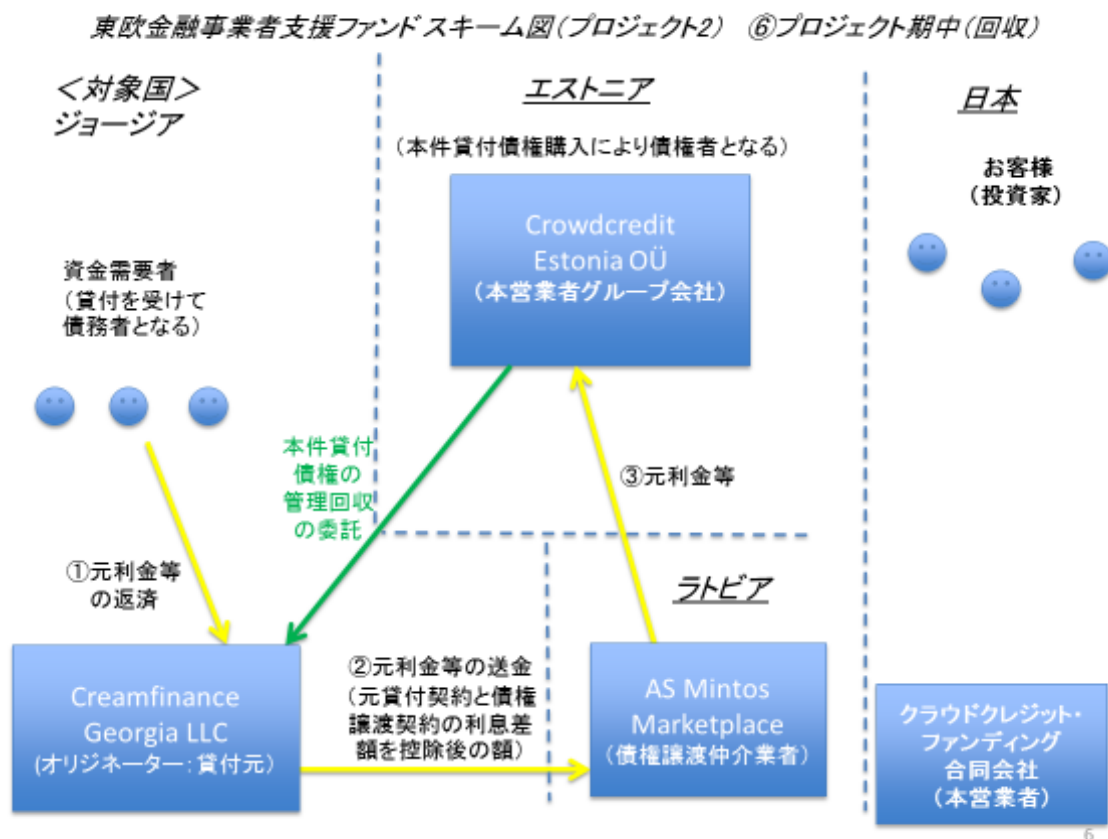 東欧金融事業者支援ファンド スキーム図(プロジェクト2) ⑥プロジェクト期中(回収)
<対象国>
ジョージア
エストニア
日本
(本件貸付債権購入により債権者となる)
お客様
(投資家)
Crowdcredit
Estonia OÜ
(本営業者グループ会社)
資金需要者
(貸付を受けて
債務者となる)
本件貸付
債権の
管理回収
の委託
③元利金等
①元利金等
の返済
ラトビア
Creamfinance
Georgia LLC
(オリジネーター:貸付元)
②元利金等の送金
(元貸付契約と債権
譲渡契約の利息差
額を控除後の額)
AS Mintos
Marketplace
(債権譲渡仲介業者)
クラウドクレジット・
ファンディング
合同会社
(本営業者)
6